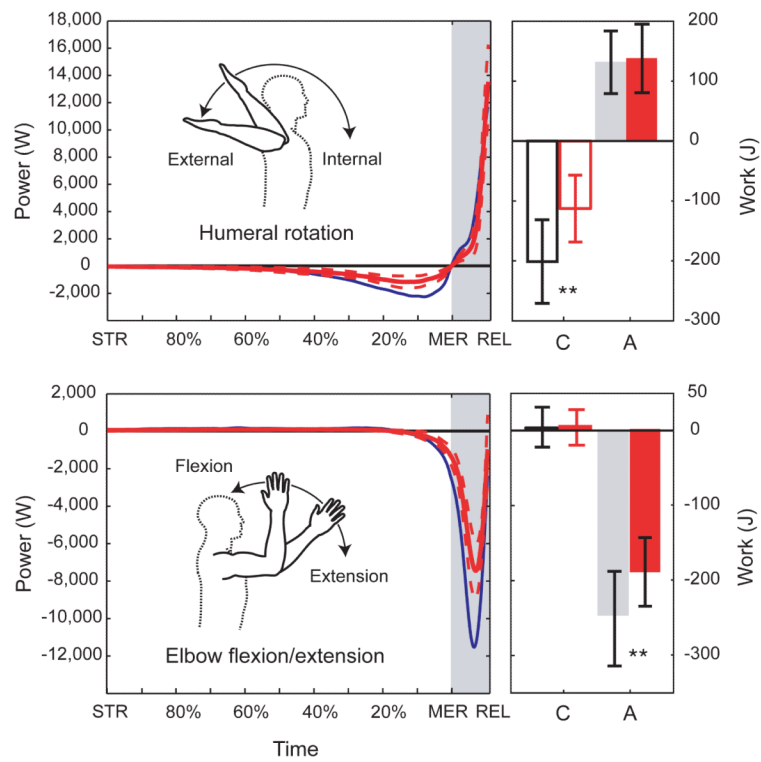 18,000
16,000
14,000
12,000
10,000
8,000
6,000
4,000
2,000
0
-2,000
Power (W)
External
Internal
Humeral rotation
STR 80% 60% 40% 20% MER REL
200
100
0
-100
-200
-300
Work (J)
**
C A
2,000
0
-2,000
-4,000
-6,000
-8,000
-10,000
-12,000
Power (W)
Flexion
Extension
Elbow flexion/extension
STR 80% 60% 40% 20% MER REL
Time
50
0
-100
-200
-300
Work (J)
**
C A